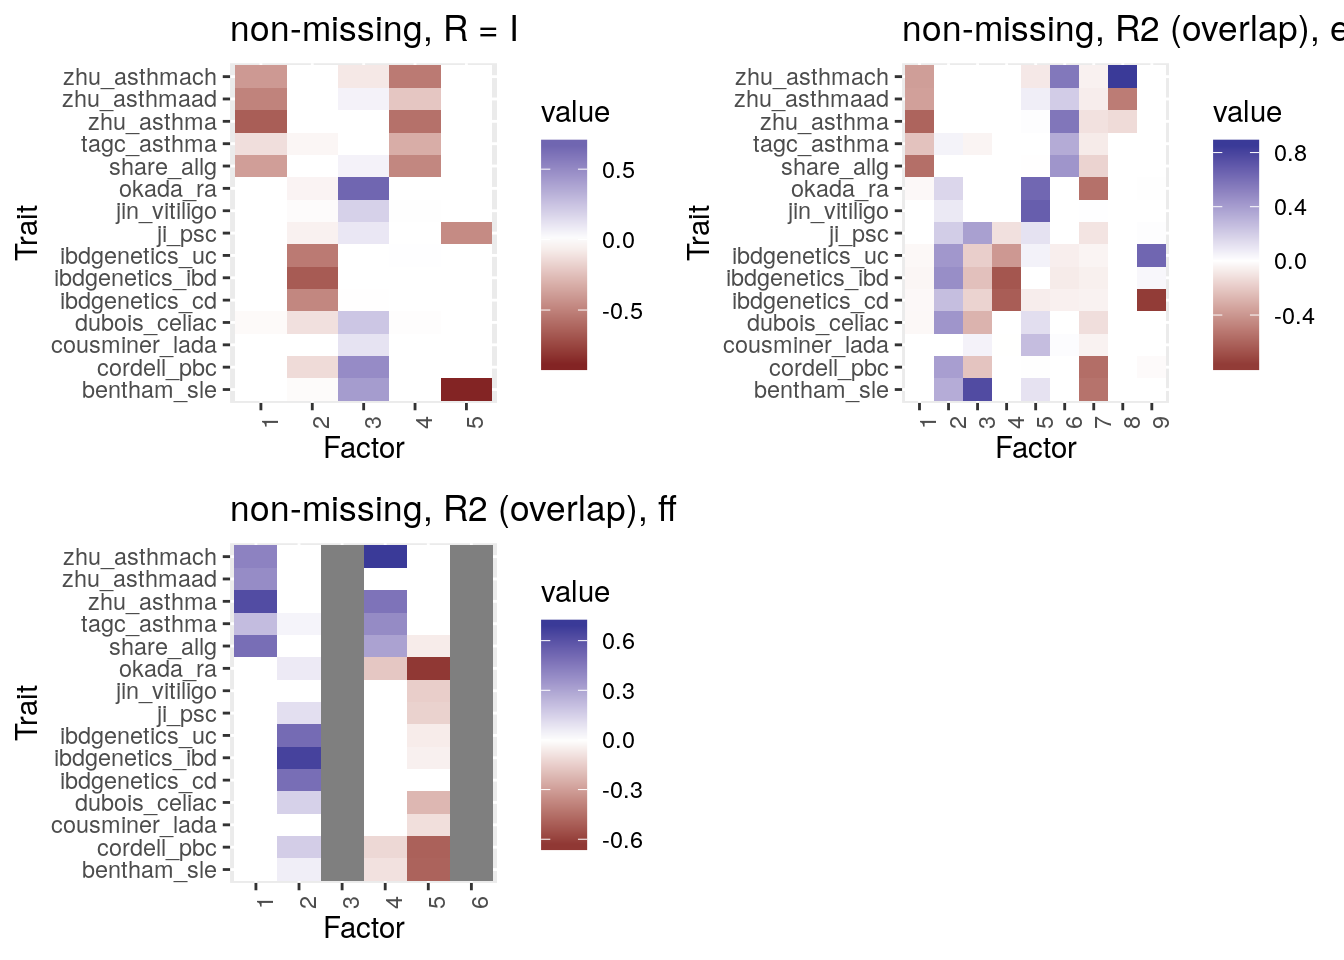 non-missing, R = I
zhu_asthmach
zhu_asthmaad
zhu_asthma
tagc_asthma
share_allg
okada_ra
jin_vitiligo
ji_psc
ibdgenetics_uc
ibdgenetics_ibd
ibdgenetics_cd
dubois_celiac
cousminer_lada
cordell_pbc
bentham_sle
Trait
1 2 3 4 5
Factor
value
0.5
0.0
-0.5
non-missing, R2 (overlap), e
zhu_asthmach
zhu_asthmaad
zhu_asthma
tagc_asthma
share_allg
okada_ra
jin_vitiligo
ji_psc
ibdgenetics_uc
ibdgenetics_ibd
ibdgenetics_cd
dubois_celiac
cousminer_lada
cordell_pbc
bentham_sle
Trait
1 2 3 4 5 6 7 8 9
Factor
value
0.8
0.4
0.0
-0.4
non-missing, R2 (overlap), ff
zhu_asthmach
zhu_asthmaad
zhu_asthma
tagc_asthma
share_allg
okada_ra
jin_vitiligo
ji_psc
ibdgenetics_uc
ibdgenetics_ibd
ibdgenetics_cd
dubois_celiac
cousminer_lada
cordell_pbc
bentham_sle
Trait
1 2 3 4 5 6
Factor
value
0.6
0.3
0.0
-0.3
-0.6